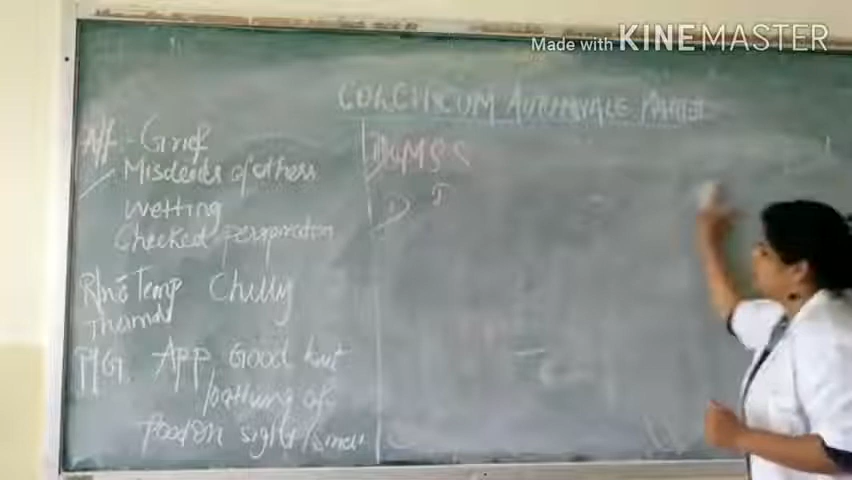 Made with KINEMASTER
COLCHICUM AUTUMNALE
A/f - Grief
Misdeeds of others
wetting
Checked perspiration
Temp Chilly
Thermal
P/G App Good but
loathing of
food on sight/smell